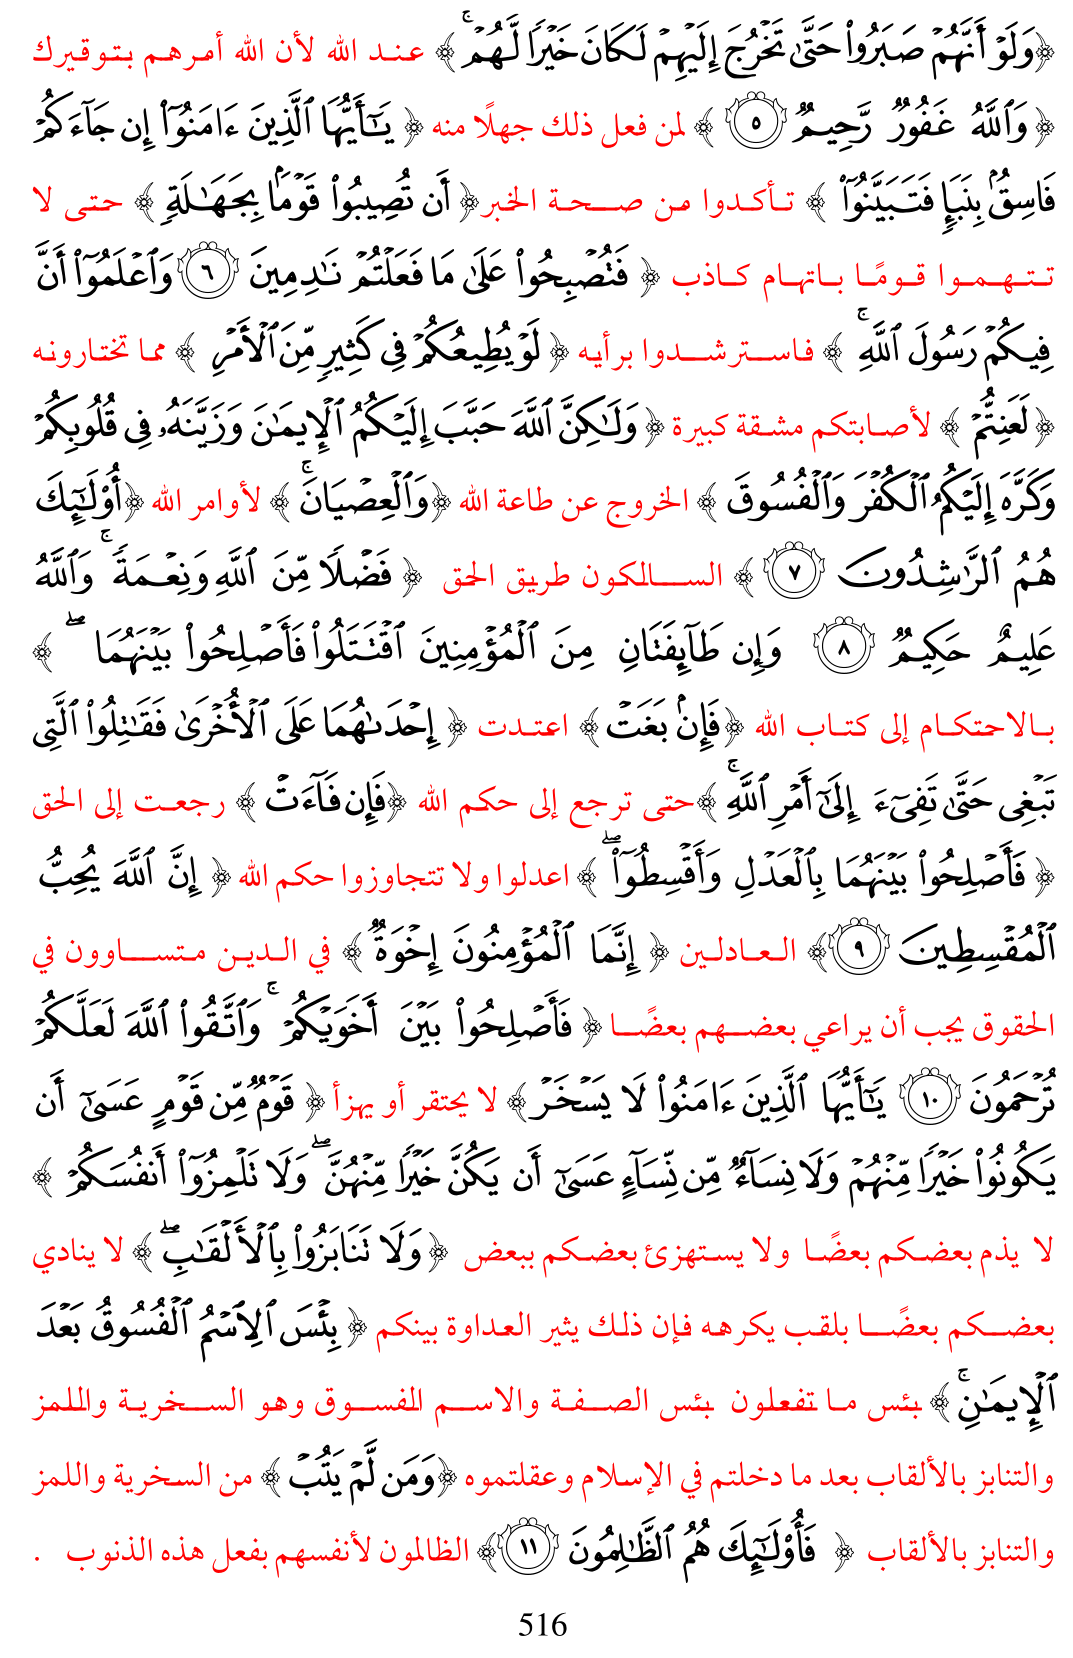 ﴿وَلَوْ أَنَّهُمْ صَبَرُوا۟ حَتَّىٰ تَخْرُجَ إِلَيْهِمْ لَكَانَ خَيْرًا لَّهُمْ ۚ﴾ عند الله لأن الله أمرهم بتوقيرك
﴿ وَٱللَّهُ غَفُورٌ رَّحِيمٌ ٥ ﴾ لمن فعل ذلك جهلًا منه ﴿ يَـٰٓأَيُّهَا ٱلَّذِينَ ءَامَنُوٓا۟ إِن جَآءَكُمْ
فَاسِقٌۢ بِنَبَإٍ فَتَبَيَّنُوٓا۟ ﴾ تأكدوا من صحة الخبر﴿ أَن تُصِيبُوا۟ قَوْمًۢا بِجَهَـٰلَةٍ ﴾ حتى لا
تتهموا قومًا باتهام كاذب ﴿ فَتُصْبِحُوا۟ عَلَىٰ مَا فَعَلْتُمْ نَـٰدِمِينَ ٦ وَٱعْلَمُوٓا۟ أَنَّ
فِيكُمْ رَسُولَ ٱللَّهِ ۚ ﴾ فاسترشدوا برأيه ﴿ لَوْ يُطِيعُكُمْ فِى كَثِيرٍ مِّنَ ٱلْأَمْرِ ﴾ مما تختارونه
﴿ لَعَنِتُّمْ ﴾ لأصابتكم مشقة كبيرة ﴿ وَلَـٰكِنَّ ٱللَّهَ حَبَّبَ إِلَيْكُمُ ٱلْإِيمَـٰنَ وَزَيَّنَهُۥ فِى قُلُوبِكُمْ
وَكَرَّهَ إِلَيْكُمُ ٱلْكُفْرَ وَٱلْفُسُوقَ ﴾ الخروج عن طاعة الله ﴿وَٱلْعِصْيَانَ ۚ ﴾ لأوامر الله ﴿أُو۟لَـٰٓئِكَ
هُمُ ٱلرَّٰشِدُونَ ٧ ﴾ السالكون طريق الحق ﴿ فَضْلًا مِّنَ ٱللَّهِ وَنِعْمَةً ۚ وَٱللَّهُ
عَلِيمٌ حَكِيمٌ ٨ وَإِن طَآئِفَتَانِ مِنَ ٱلْمُؤْمِنِينَ ٱقْتَتَلُوا۟ فَأَصْلِحُوا۟ بَيْنَهُمَا ۖ ﴾
بالاحتكام إلى كتاب الله ﴿فَإِنۢ بَغَتْ ﴾ اعتدت ﴿ إِحْدَىٰهُمَا عَلَى ٱلْأُخْرَىٰ فَقَـٰتِلُوا۟ ٱلَّتِى
تَبْغِى حَتَّىٰ تَفِىٓءَ إِلَىٰٓ أَمْرِ ٱللَّهِ ۚ ﴾حتى ترجع إلى حكم الله ﴿فَإِن فَآءَتْ ﴾ رجعت إلى الحق
﴿ فَأَصْلِحُوا۟ بَيْنَهُمَا بِٱلْعَدْلِ وَأَقْسِطُوٓا۟ ۖ﴾ اعدلوا ولا تتجاوزوا حكم الله ﴿ إِنَّ ٱللَّهَ يُحِبُّ
ٱلْمُقْسِطِينَ ٩ ﴾ العادلين ﴿ إِنَّمَا ٱلْمُؤْمِنُونَ إِخْوَةٌ ﴾ في الدين متساوون في
الحقوق يجب أن يراعي بعضهم بعضًا ﴿ فَأَصْلِحُوا۟ بَيْنَ أَخَوَيْكُمْ ۚ وَٱتَّقُوا۟ ٱللَّهَ لَعَلَّكُمْ
تُرْحَمُونَ ١٠ يَـٰٓأَيُّهَا ٱلَّذِينَ ءَامَنُوا۟ لَا يَسْخَرْ ﴾ لا يحتقر أو يهزأ ﴿ قَوْمٌ مِّن قَوْمٍ عَسَىٰٓ أَن
يَكُونُوا۟ خَيْرًا مِّنْهُمْ وَلَا نِسَآءٌ مِّن نِّسَآءٍ عَسَىٰٓ أَن يَكُنَّ خَيْرًا مِّنْهُنَّ ۖ وَلَا تَلْمِزُوٓا۟ أَنفُسَكُمْ ﴾
لا يذم بعضكم بعضًا ولا يستهزئ بعضكم ببعض ﴿ وَلَا تَنَابَزُوا۟ بِٱلْأَلْقَـٰبِ ۖ ﴾ لا ينادي
بعضكم بعضًا بلقب يكرهه فإن ذلك يثير العداوة بينكم ﴿ بِئْسَ ٱلِٱسْمُ ٱلْفُسُوقُ بَعْدَ
ٱلْإِيمَـٰنِ ۚ ﴾ بئس ما تفعلون بئس الصفة والاسم الفسوق وهو السخرية واللمز
والتنابز بالألقاب بعد ما دخلتم في الإسلام وعقلتموه ﴿وَمَن لَّمْ يَتُبْ ﴾ من السخرية واللمز
والتنابز بالألقاب ﴿ فَأُو۟لَـٰٓئِكَ هُمُ ٱلظَّـٰلِمُونَ ١١ ﴾ الظالمون لأنفسهم بفعل هذه الذنوب .
516